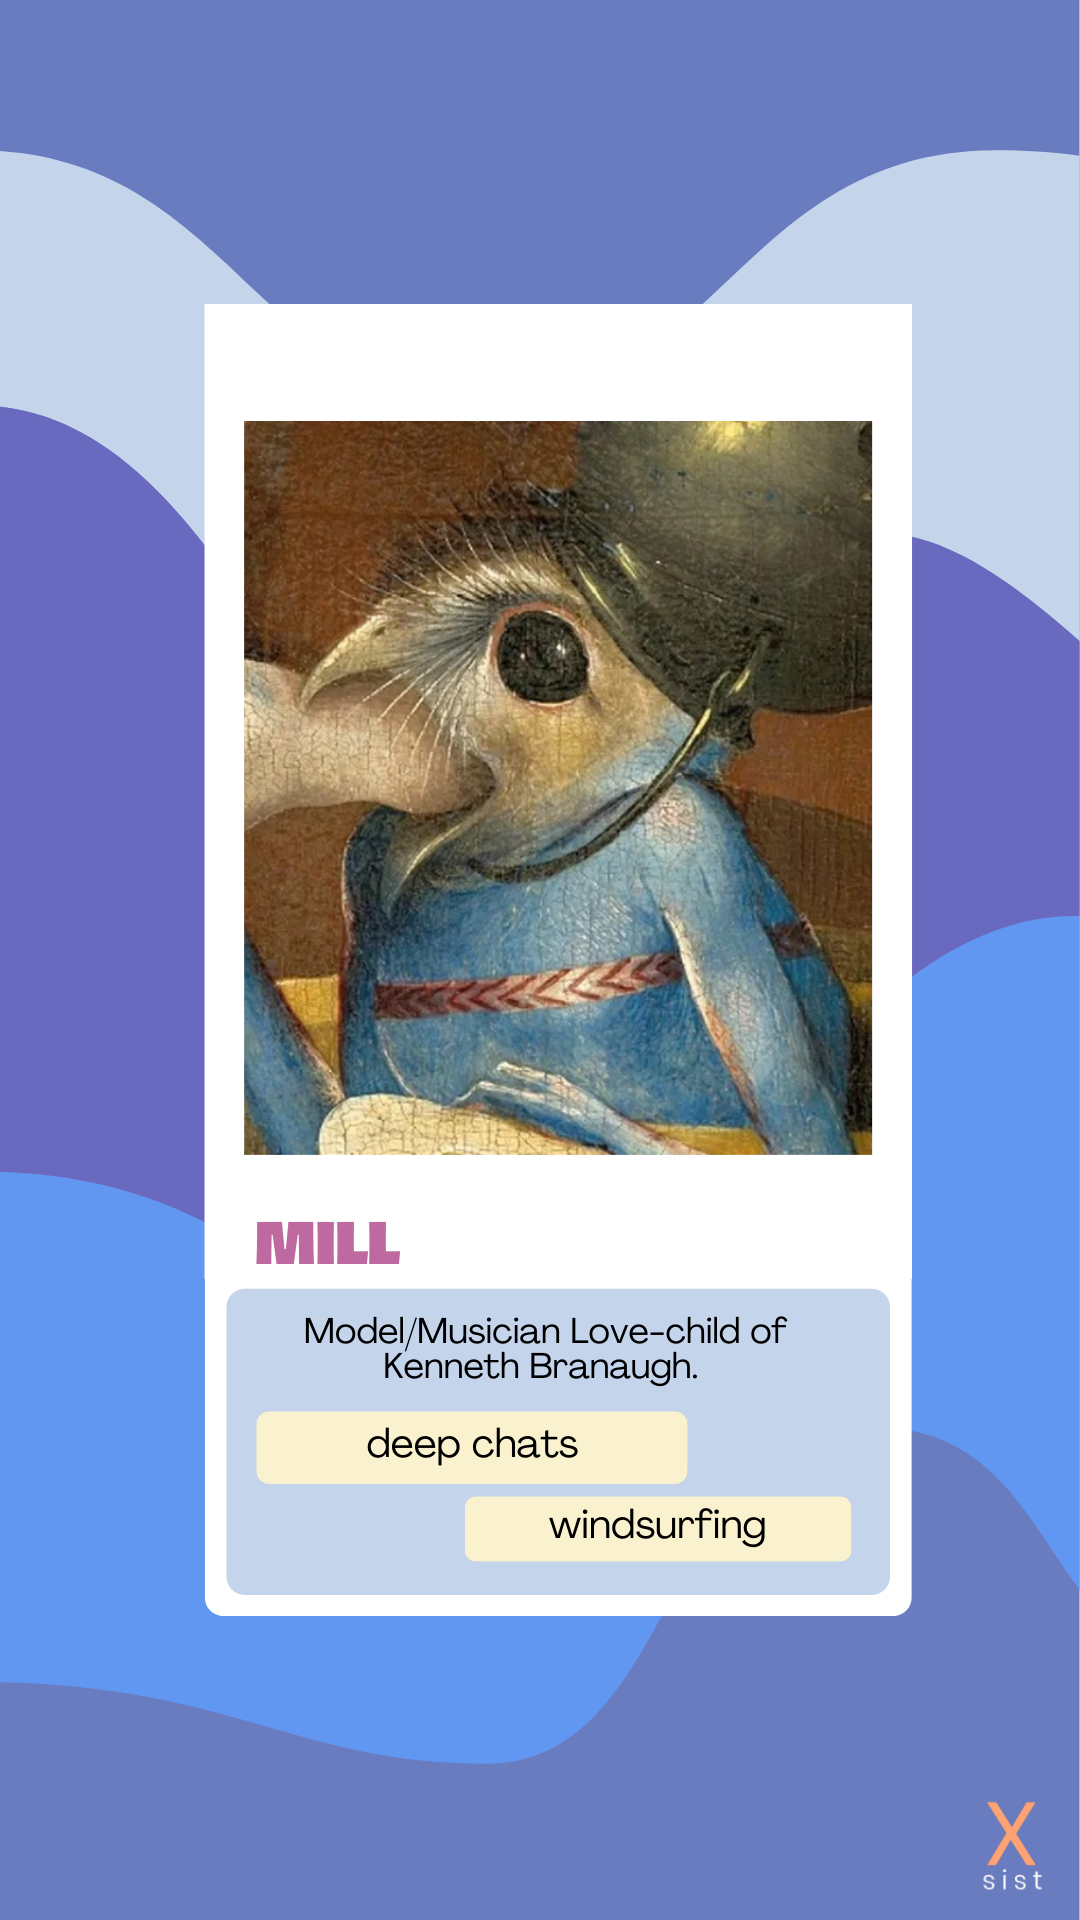 MILL
Model/Musician Love-child of
Kenneth Branaugh.
deep chats
windsurfing
X
sist